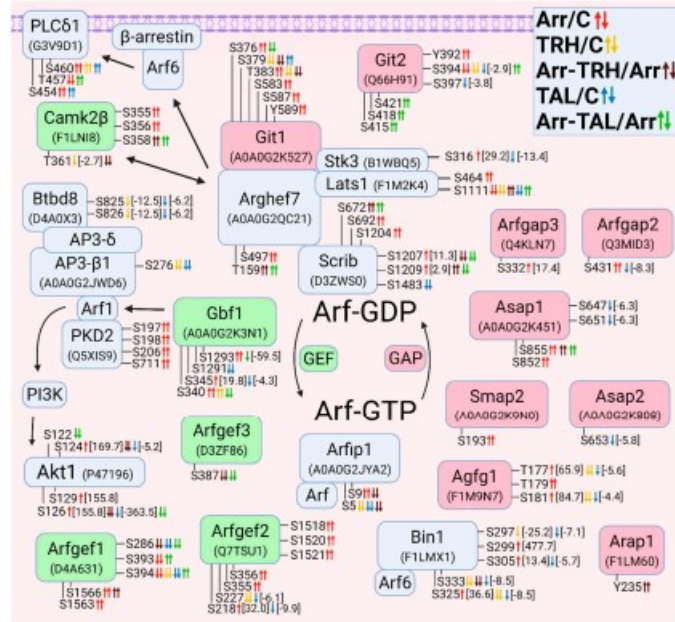 PLCδ1
(G3V9D1)
S460⇈⇈⇈
T457⇊⇈
S454⇈⇈
β-arrestin
Arf6
Camk2β
(F1LNI8)
S355⇈
S356⇈
S358⇈⇈
T361↓[-2.7]⇊
S376⇈⇈
S379⇊⇊⇈
T383⇈⇊⇊
S583⇈
S587⇈
Y589⇈
Git1
(A0A0G2K527)
Arghef7
(A0A0G2QC21)
S497⇈
T159⇈⇈
Git2
(Q66H91)
Y392⇈
S394⇊⇊↓[-2.9]⇈
S397↓[-3.8]
S421⇈
S418⇈
S415⇈
Arr/C↑↓
TRH/C↑↓
Arr-TRH/Arr↑↓
TAL/C↑↓
Arr-TAL/Arr↑↓
Stk3 (B1WBQ5)
S316↑[29.2]↓[-13.4]
Lats1 (F1M2K4)
S464⇈
S1111⇊⇊⇊⇊⇈
S672⇈⇈
S692⇈
S1204⇈
Scrib
(D3ZWS0)
S1207↑[11.3]⇊⇊
S1209↑[2.9]⇈⇊
S1483⇊
Btbd8
(D4A0X3)
S825↓[-12.5]↓[-6.2]
S826↓[-12.5]↓[-6.2]
AP3-δ
AP3-β1
(A0A0G2JWD6)
S276⇊⇊
Arf1
PKD2
(Q5XIS9)
S197⇈
S198⇈
S206⇈
S711⇈
Gbf1
(A0A0G2K3N1)
S1293⇈↓[-59.5]
S1291⇊
S345↑[19.8]↓[-4.3]
S340⇈⇈⇊
Arf-GDP
GEF
GAP
Arf-GTP
Arfgap3
(Q4KLN7)
S332↑[17.4]
Arfgap2
(Q3MID3)
S431⇈↓[-8.3]
Asap1
(A0A0G2K451)
S647↓[-6.3]
S651↓[-6.3]
S855⇈⇈⇈
S852⇈
Smap2
(A0A0G2K9N0)
S193⇈
Asap2
(A0A0G2K808)
S653↓[-5.8]
PI3K
S122⇊
S124↑[169.7]⇊↓[-5.2]
Akt1 (P47196)
S129↑[155.8]
S126↑[155.8]⇊↓[-363.5]⇊
Arfgef3
(D3ZF86)
S387⇊⇊
Arfip1
(A0A0G2JYA2)
Arf
S9⇈⇊
S5⇊⇊⇊
Agfg1
(F1M9N7)
T177↑[65.9]⇊↓[-5.6]
T179⇈
S181↑[84.7]⇊↓[-4.4]
Arfgef1
(D4A631)
S286⇊⇊⇊
S393⇊⇈
S394⇊⇊⇊⇈
S1566⇈⇈
S1563⇈
Arfgef2
(Q7TSU1)
S1518⇈
S1520⇈
S1521⇈
S356⇈
S355⇈
S227⇊↓[-6.1]
S218↑[32.0]↓[-9.9]
Bin1
(F1LMX1)
Arf6
S297↓[-25.2]↓[-7.1]
S299↑[477.7]
S305↑[13.4]↓[-5.7]
S333⇊⇊↓[-8.5]
S325↑[36.6]⇊↓[-8.5]
Arap1
(F1LM60)
Y235⇈